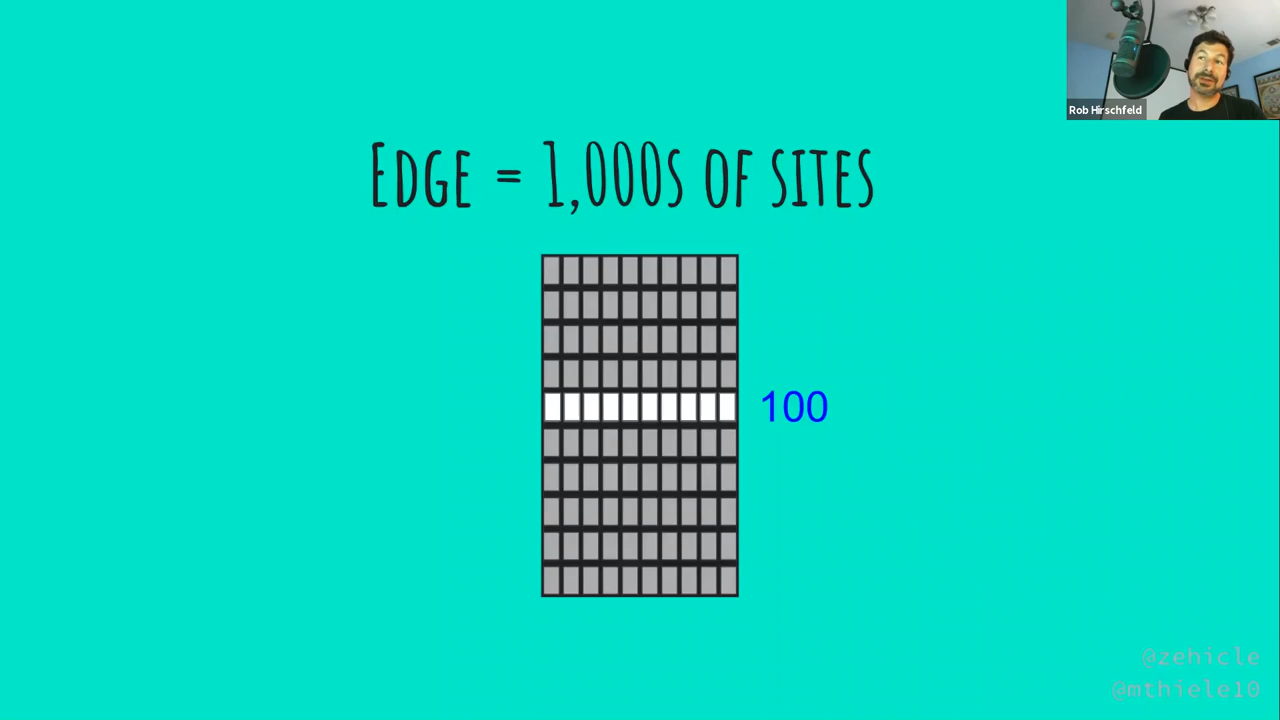 Rob Hirschfeld
Edge = 1,000s of sites
100
@zehicle
@mthiele10